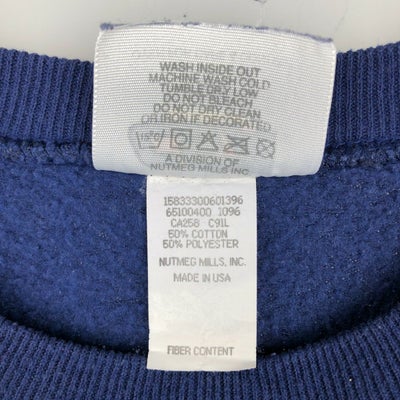 WASH INSIDE OUT
MACHINE WASH COLD
TUMBLE DRY LOW
DO NOT BLEACH
DO NOT DRY CLEAN
OR IRON IF DECORATED
A DIVISION OF
NUTMEG MILLS INC.
15833300601396
65100400 1096
CA258 C91L
50% COTTON
50% POLYESTER
NUTMEG MILLS, INC.
MADE IN USA
FIBER CONTENT